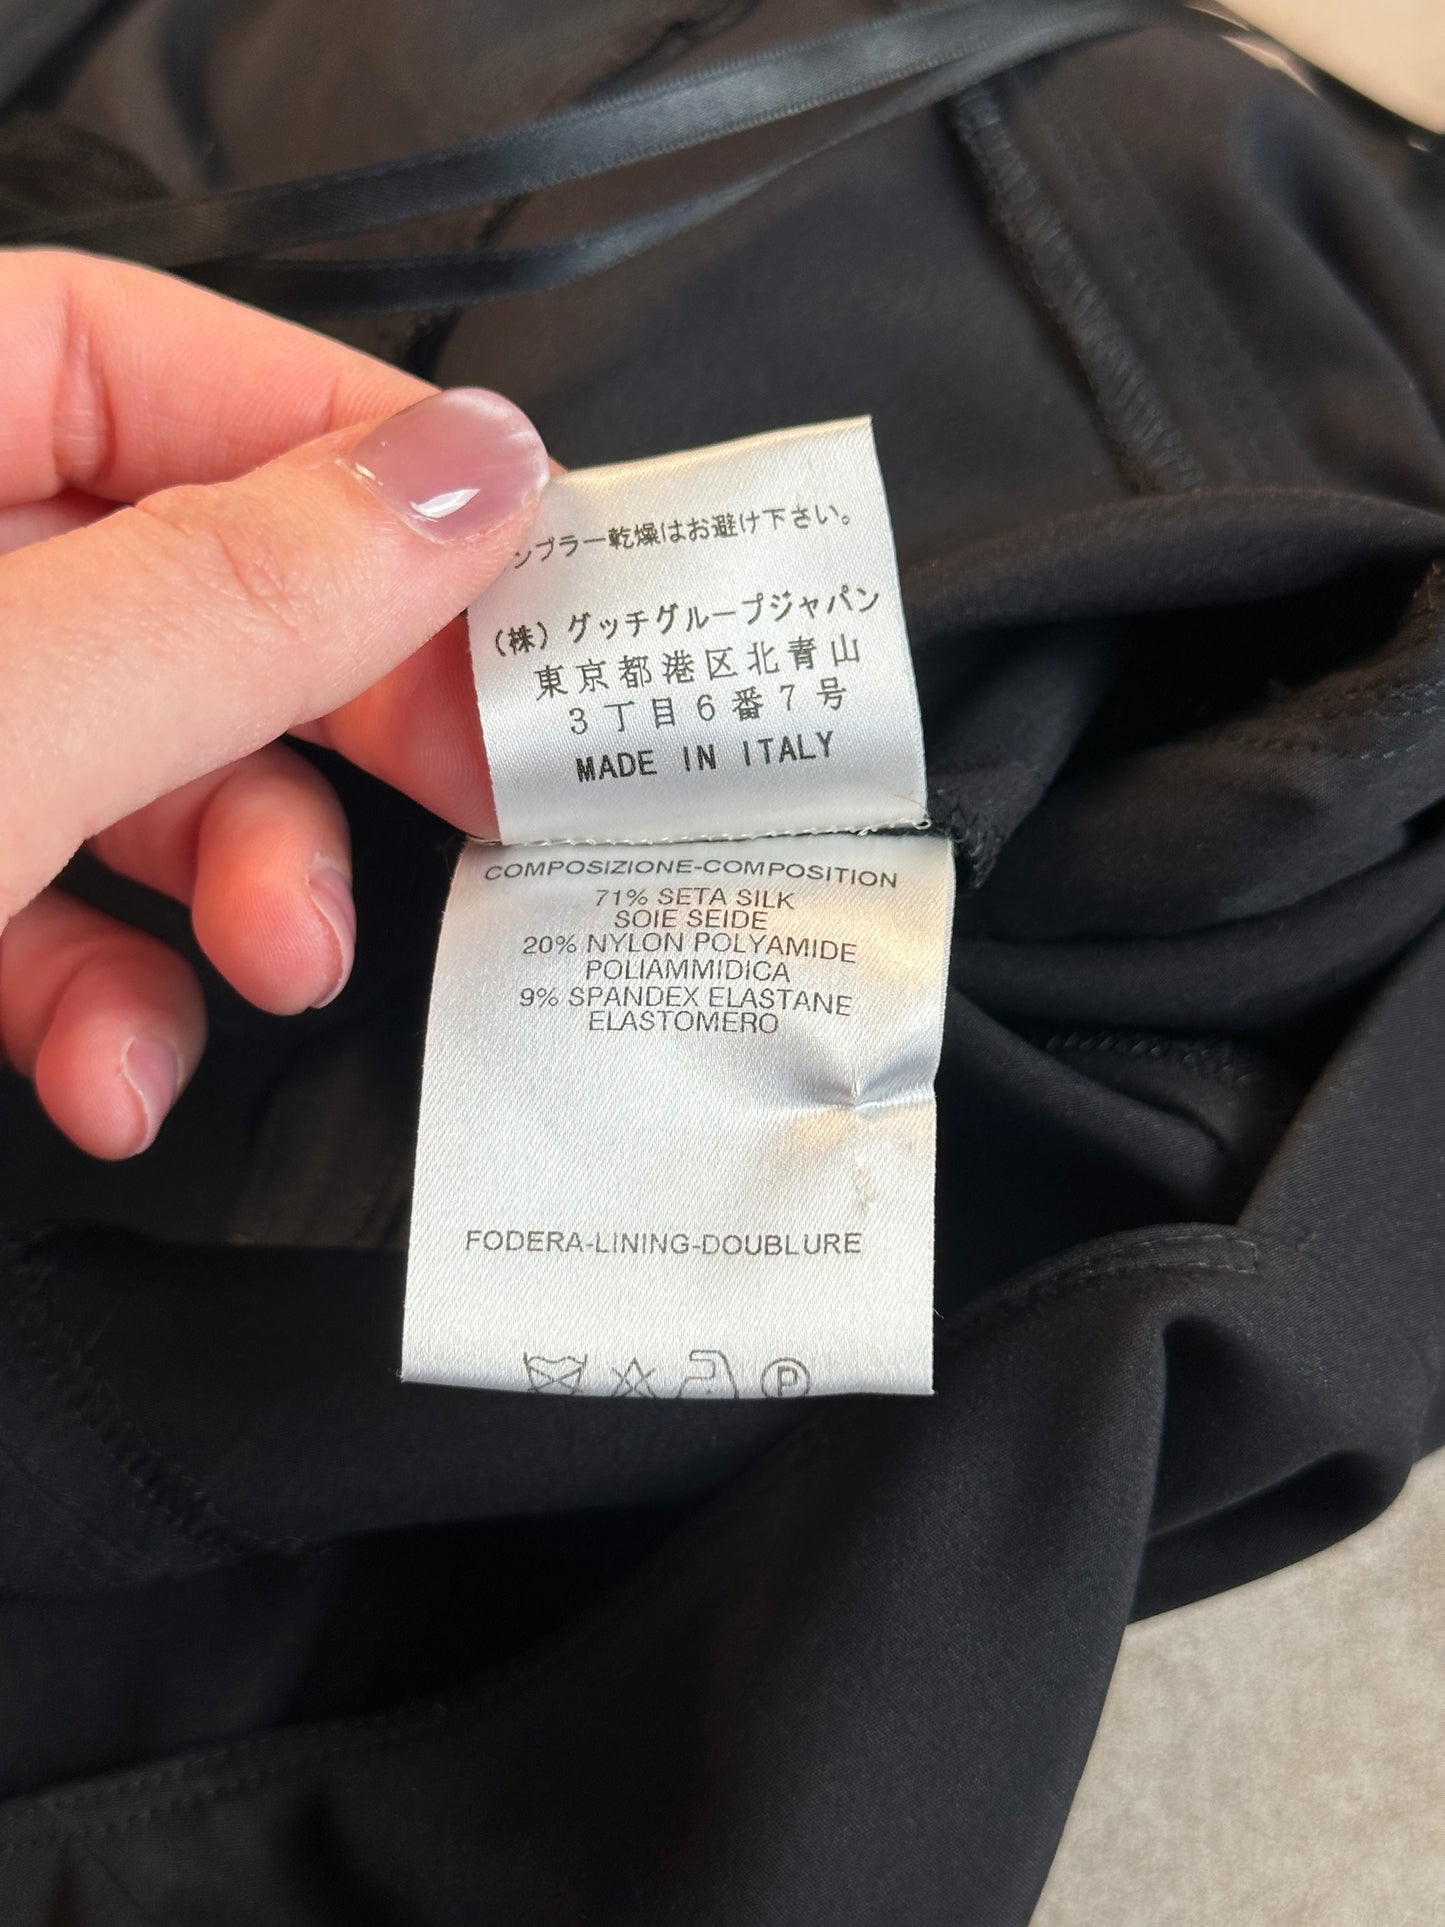 ンブラー乾燥はお避け下さい。
(株) グッチグループジャパン
東京都港区北青山
3丁目6番7号
MADE IN ITALY
COMPOSIZIONE-COMPOSITION
71% SETA SILK
SOIE SEIDE
20% NYLON POLYAMIDE
POLIAMMIDICA
9% SPANDEX ELASTANE
ELASTOMERO
FODERA-LINING-DOUBLURE
P